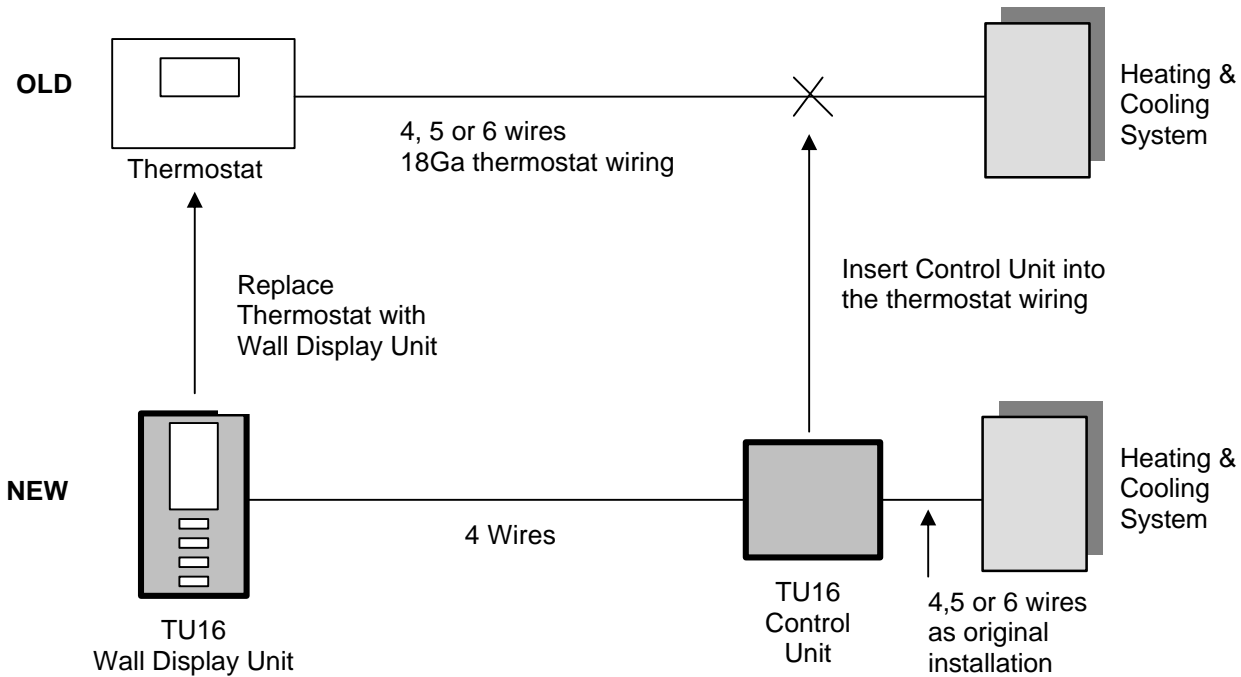 OLD
Thermostat
4, 5 or 6 wires
18Ga thermostat wiring
Heating &
Cooling
System
Replace
Thermostat with
Wall Display Unit
Insert Control Unit into
the thermostat wiring
NEW
TU16
Wall Display Unit
4 Wires
TU16
Control
Unit
4,5 or 6 wires
as original
installation
Heating &
Cooling
System